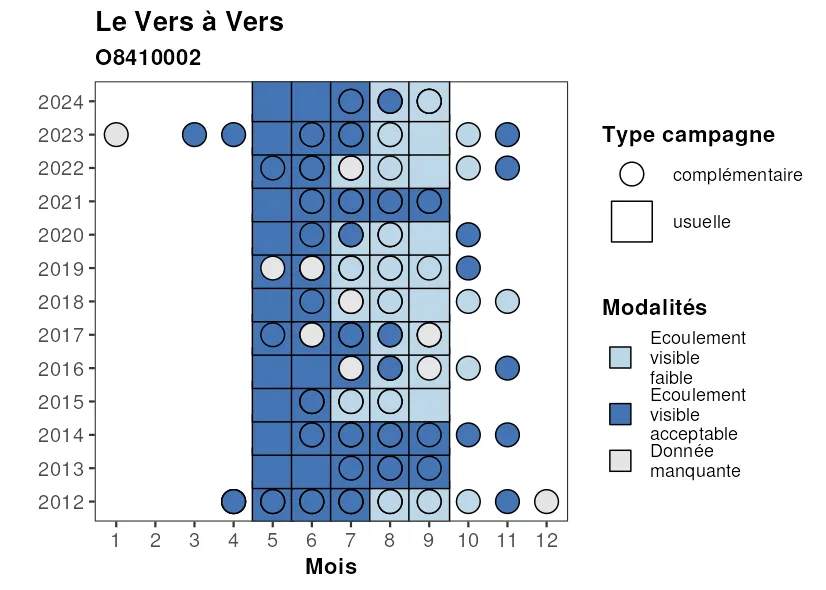 Le Vers à Vers
O8410002
2024
2023
2022
2021
2020
2019
2018
2017
2016
2015
2014
2013
2012
1 2 3 4 5 6 7 8 9 10 11 12
Mois
Type campagne
complémentaire
usuelle
Modalités
Ecoulement
visible
faible
Ecoulement
visible
acceptable
Donnée
manquante